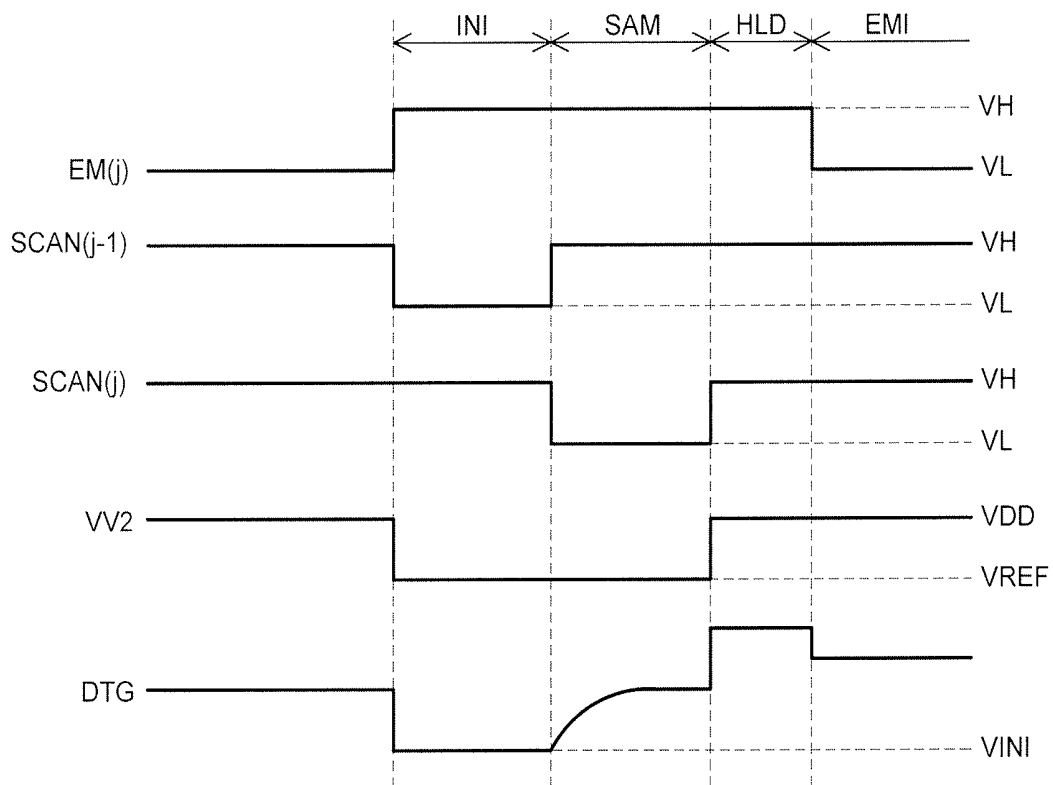 INI SAM HLD EMI
VH
EM(j) VL
SCAN(j-1) VH
VL
SCAN(j) VH
VL
VV2 VDD
VREF
DTG
VINI